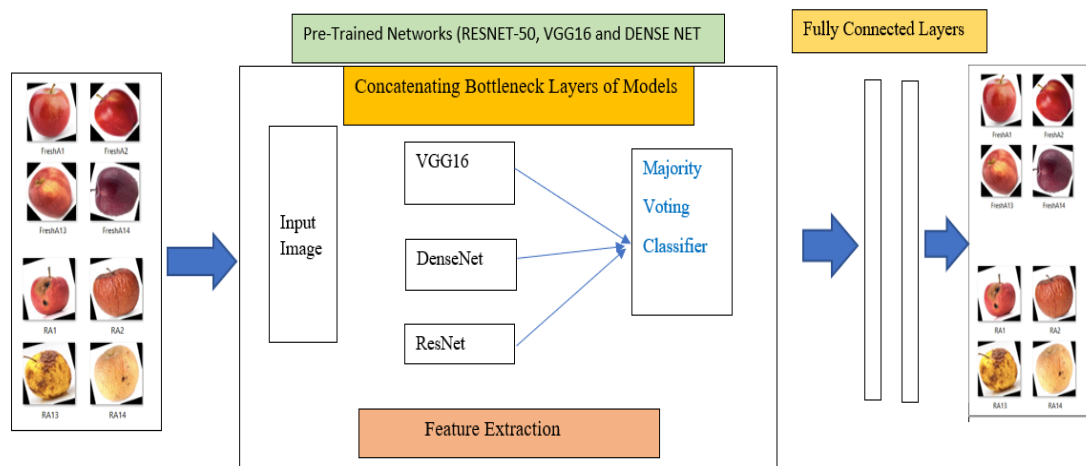 Pre-Trained Networks (RESNET-50, VGG16 and DENSE NET
Fully Connected Layers
FreshA1 FreshA2
FreshA13 FreshA14
RA1 RA2
RA13 RA14
Concatenating Bottleneck Layers of Models
Input
Image
VGG16
DenseNet
ResNet
Majority
Voting
Classifier
Feature Extraction
FreshA1 FreshA2
FreshA13 FreshA14
RA1 RA2
RA13 RA14